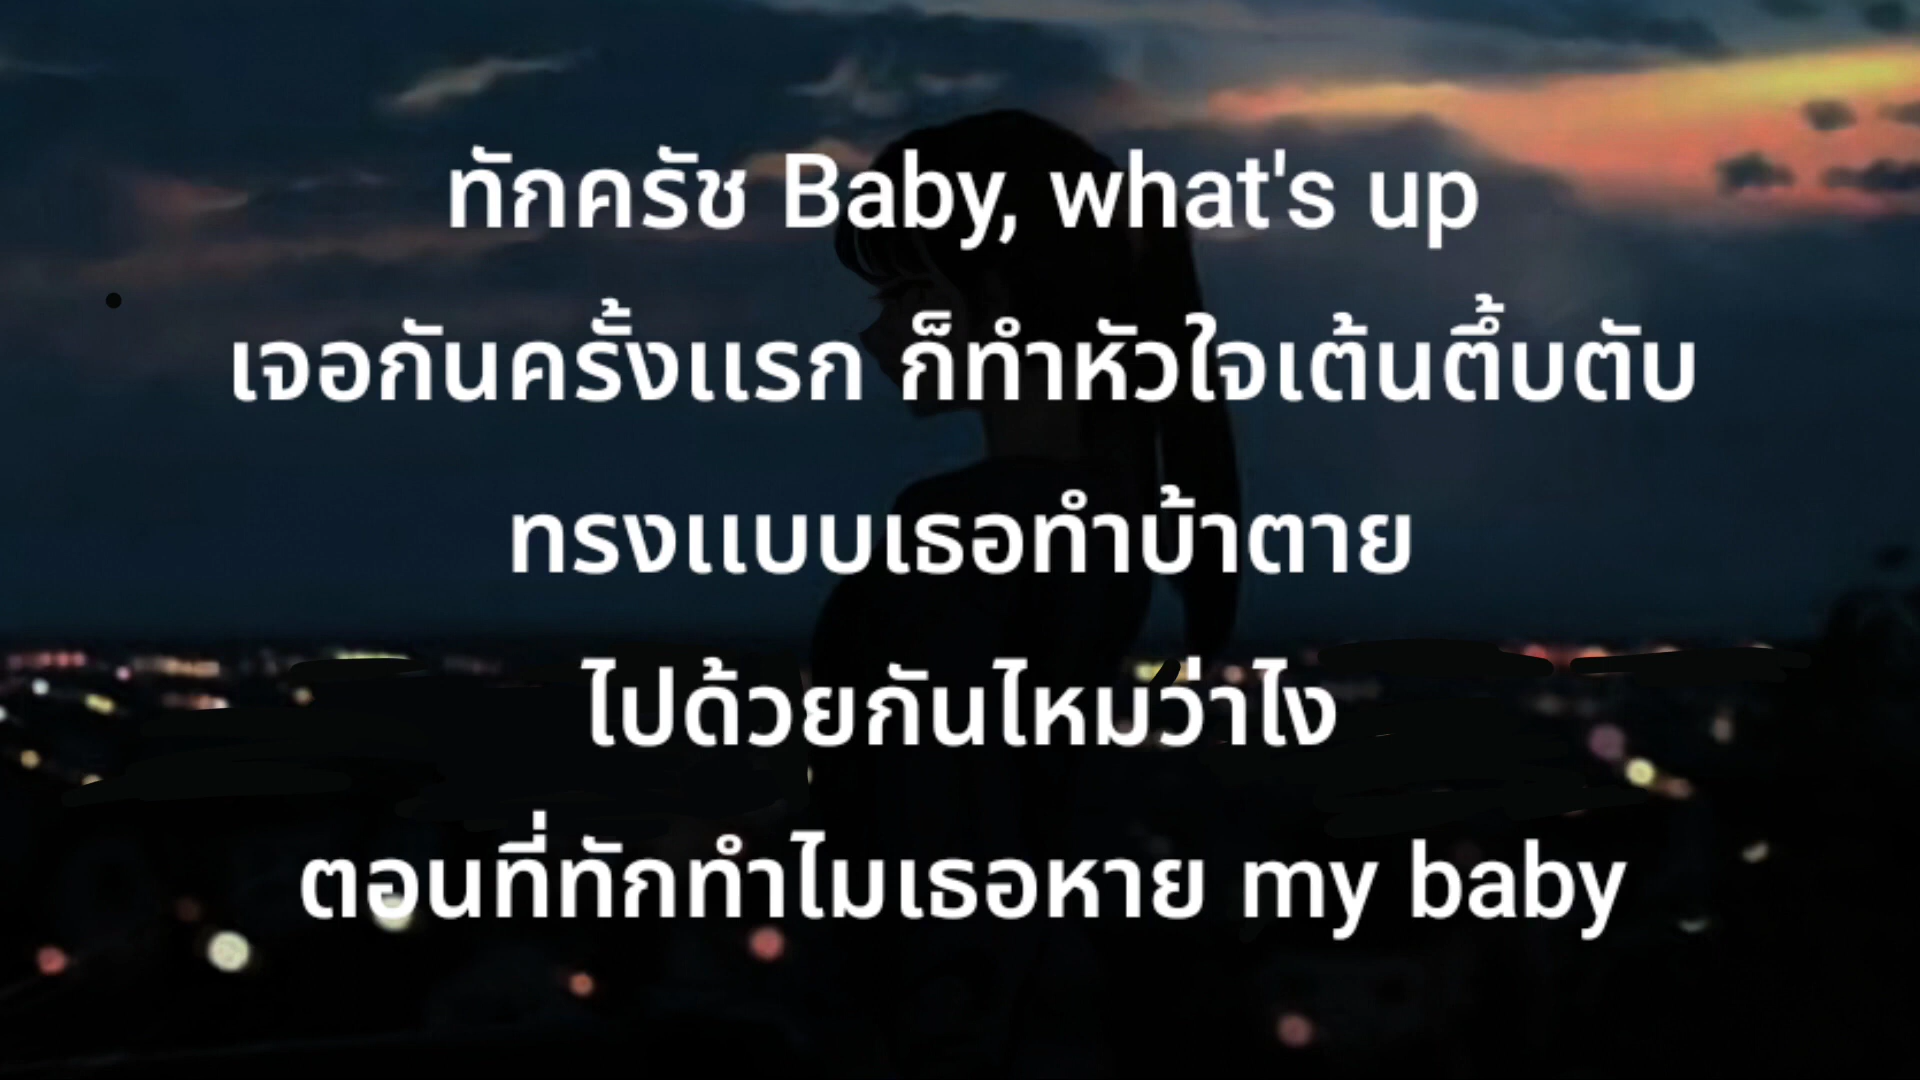 ทักครัช Baby, what's up
เจอกันครั้งแรก ก็ทำหัวใจเต้นตึ้บตับ
ทรงแบบเธอทำบ้าตาย
ไปด้วยกันไหมว่าไง
ตอนที่ทักทำไมเธอหาย my baby